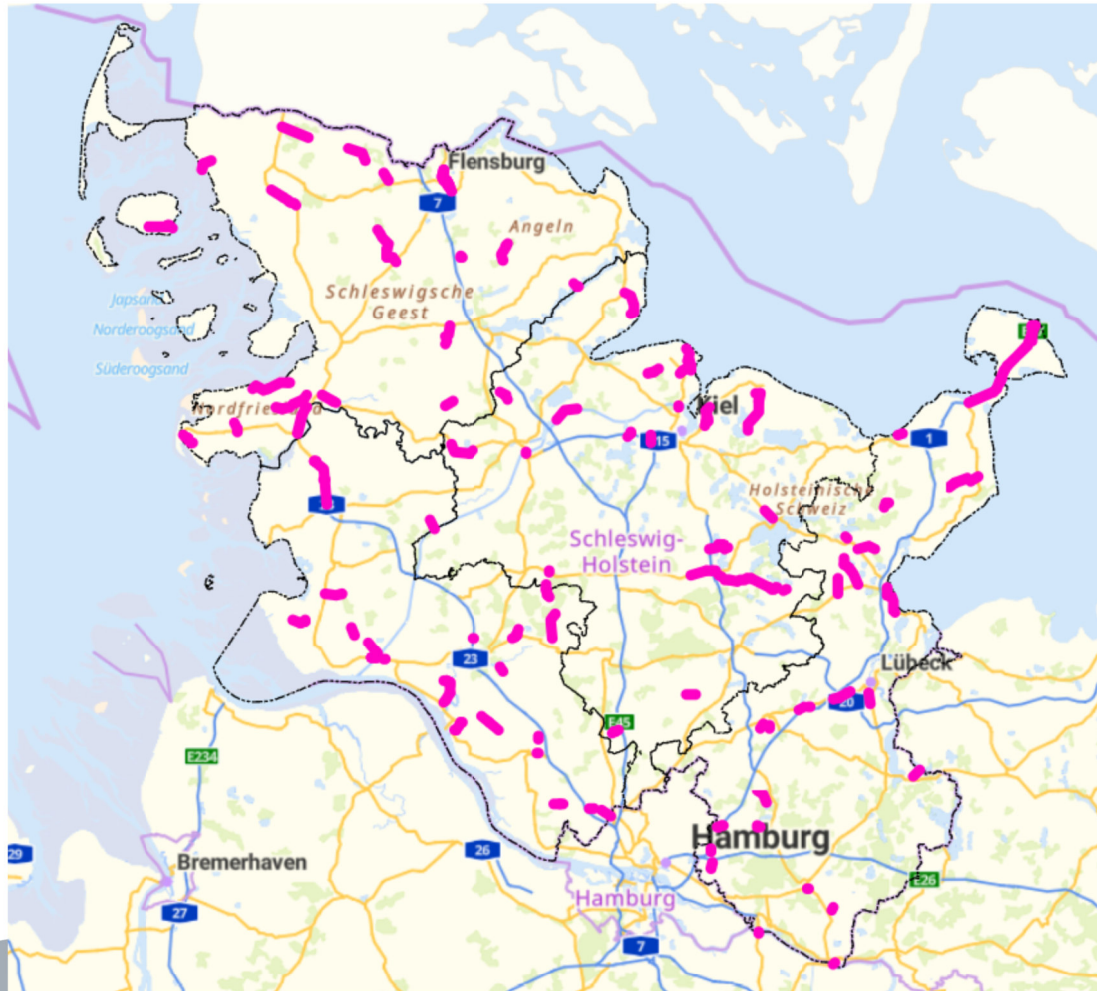 Flensburg
7
Angeln
Schleswigsche
Geest
Japsand
Norderoogsand
Süderoogsand
Nordfriesland
Kiel
1
Holsteinische
Schweiz
Schleswig-
Holstein
23
Lübeck
20
E45
E234
Hamburg
29
26
Bremerhaven
E26
Hamburg
27
7